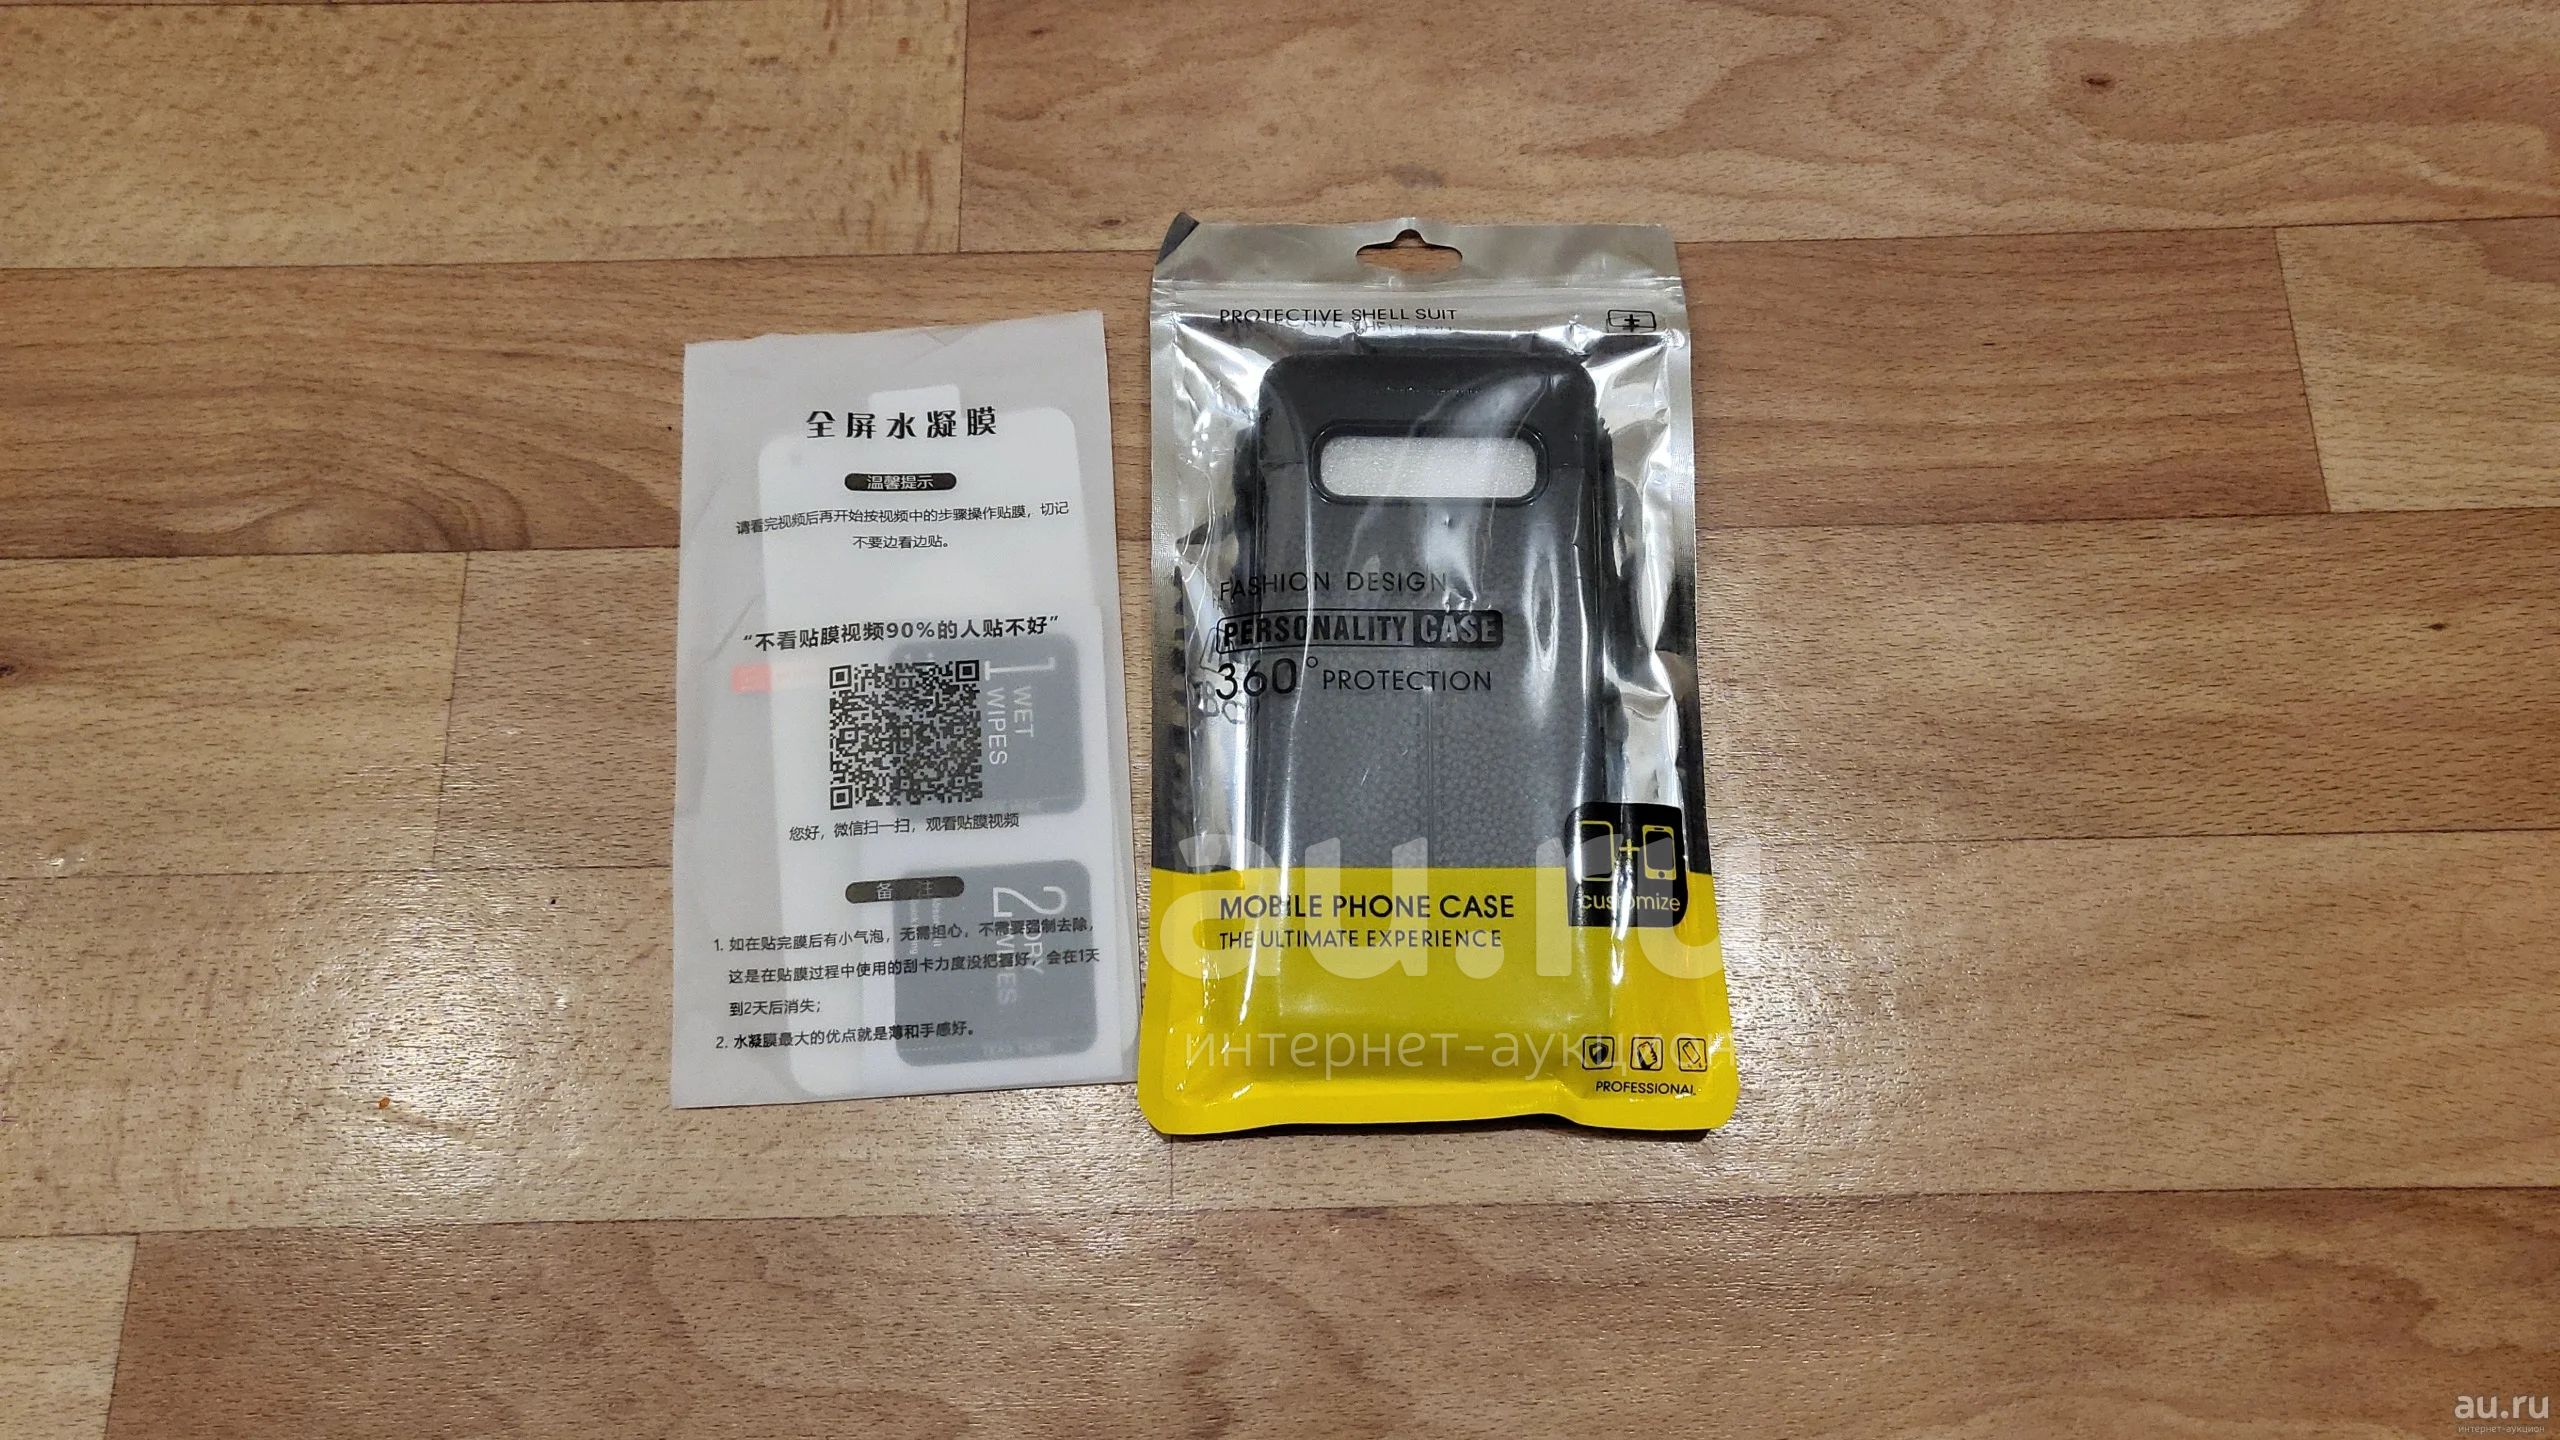 全屏水凝膜
温馨提示
请看完视频后再开始按视频中的步骤操作贴膜，切记
不要边看边贴。
“不看贴膜视频90%的人贴不好”
1 WET
WIPES
您好，微信扫一扫，观看贴膜视频
备 注
2 DRY
1. 如在贴完膜后有小气泡，无需担心，不需要强制去除，
这是在贴膜过程中使用的刮卡力度没把握好，会在1天
到2天后消失；
2. 水凝膜最大的优点就是薄和手感好。
PROTECTIVE SHELL SUIT
FASHION DESIGN
PERSONALITY CASE
360° PROTECTION
customize
MOBILE PHONE CASE
THE ULTIMATE EXPERIENCE
PROFESSIONAL
au.ru
интернет-аукцион
au.ru
интернет-аукцион